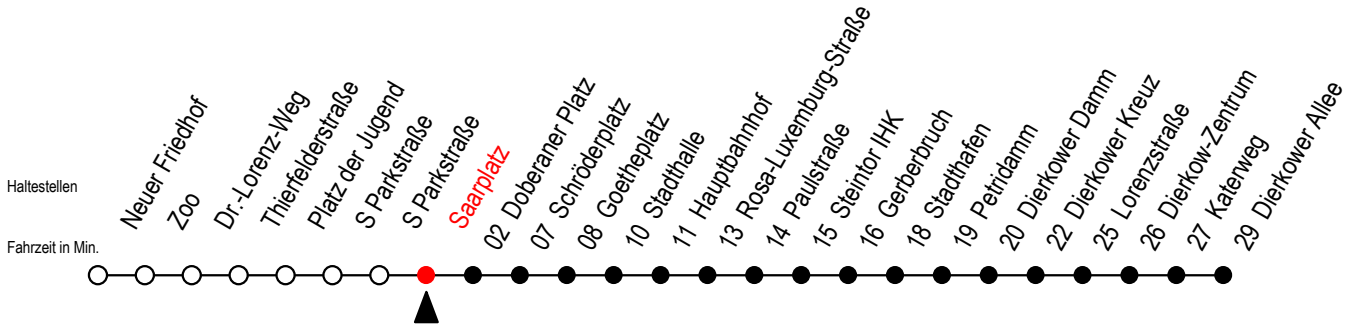 Haltestellen
Fahrzeit in Min.
Neuer Friedhof
Zoo
Dr.-Lorenz-Weg
Thierfelderstraße
Platz der Jugend
S Parkstraße
S Parkstraße
Saarplatz
02 Doberaner Platz
07 Schröderplatz
08 Goetheplatz
10 Stadthalle
11 Hauptbahnhof
13 Rosa-Luxemburg-Straße
14 Paulstraße
15 Steintor IHK
16 Gerberbruch
18 Stadthafen
19 Petridamm
20 Dierkower Damm
22 Dierkower Kreuz
25 Lorenzstraße
26 Dierkow-Zentrum
27 Katerweg
29 Dierkower Allee